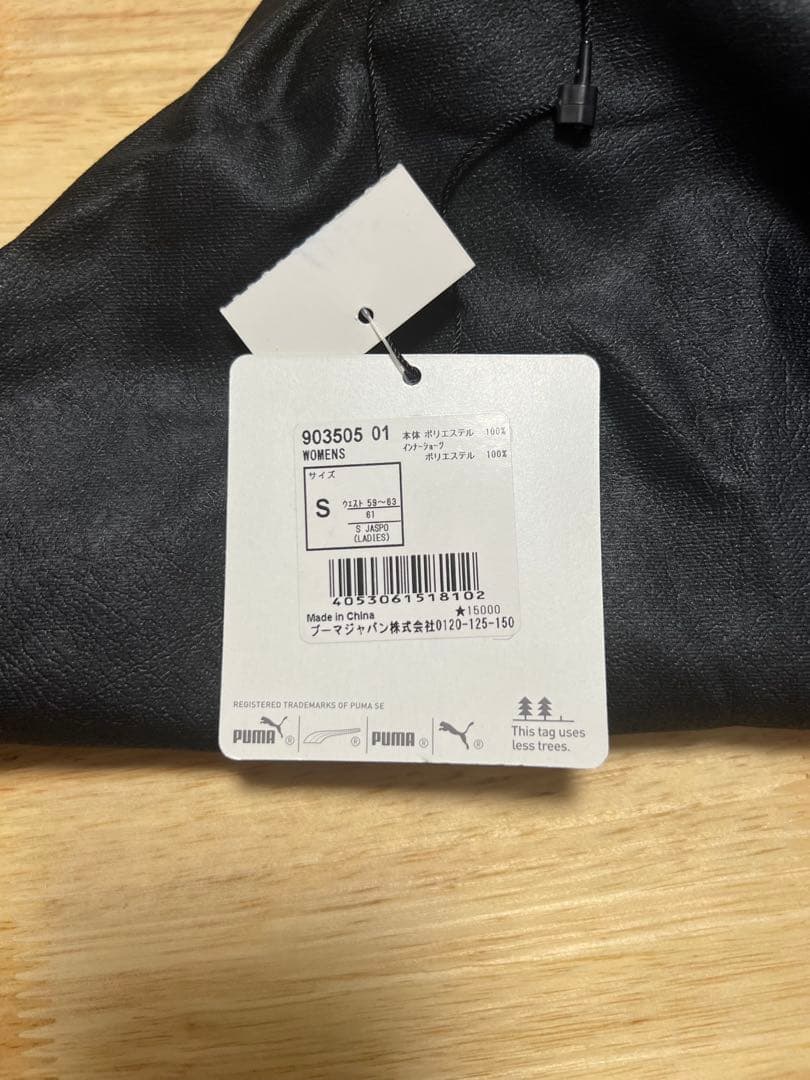 903505 01
WOMENS
本体 ポリエステル 100%
インナーショーツ
ポリエステル 100%
サイズ
S
ウエスト 59〜63
61
S JASPO
(LADIES)
4053061518102
★15000
Made in China
プーマジャパン株式会社0120-125-150
REGISTERED TRADEMARKS OF PUMA SE
PUMA ® ® PUMA ® ®
This tag uses
less trees.